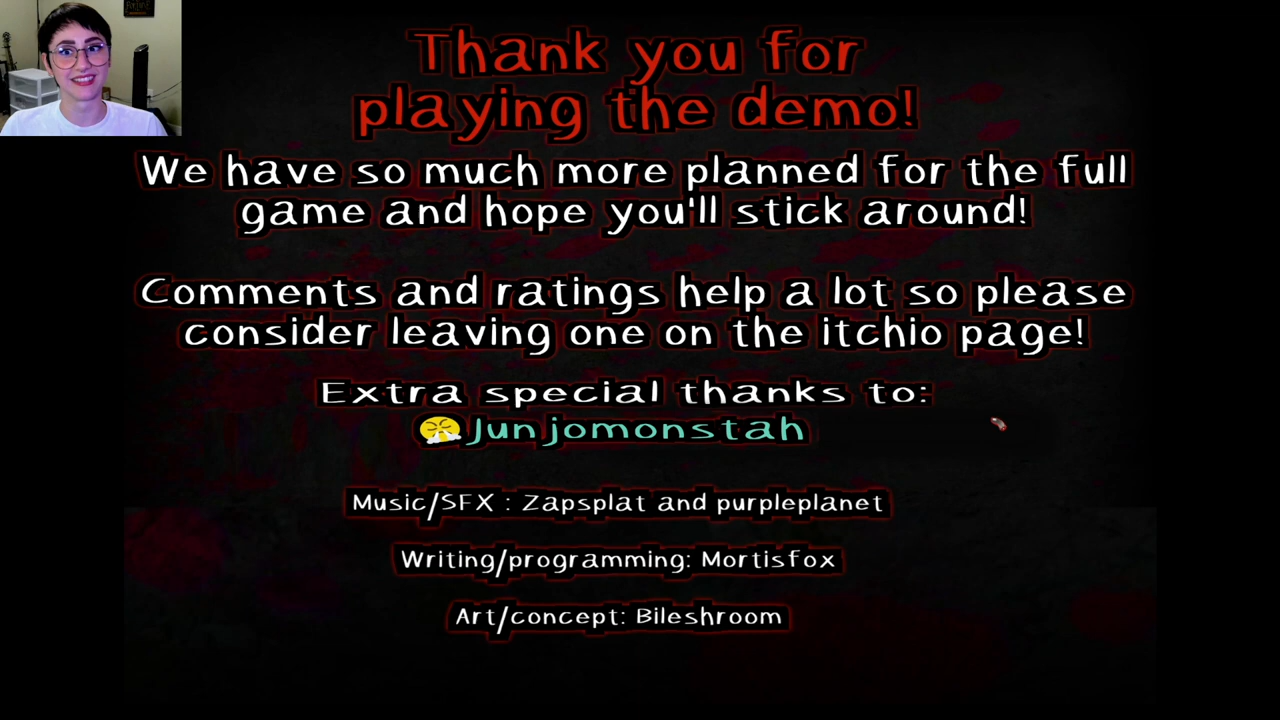 Thank you for
playing the demo!
We have so much more planned for the full
game and hope you'll stick around!
Comments and ratings help a lot so please
consider leaving one on the itchio page!
Extra special thanks to:
Junjomonstah
Music/SFX : Zapsplat and purpleplanet
Writing/programming: Mortisfox
Art/concept: Bileshroom